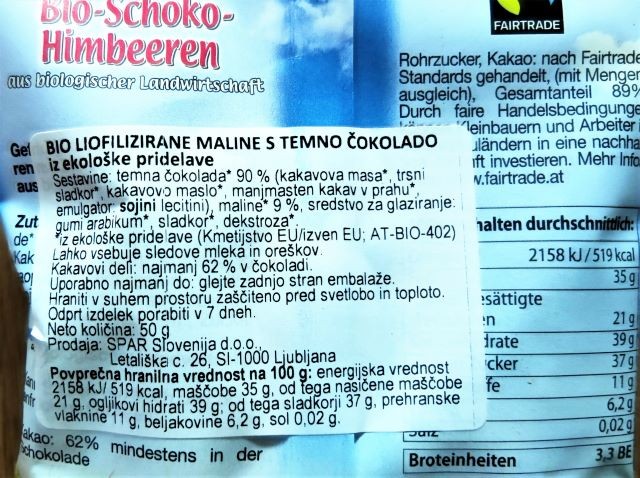 Bio-Schoko-
Himbeeren
aus biologischer Landwirtschaft
BIO LIOFILIZIRANE MALINE S TEMNO ČOKOLADO
iz ekološke pridelave
Sestavine: temna čokolada* 90 % (kakavova masa*, trsni
sladkor*, kakavovo maslo*, manjmasten kakav v prahu*,
emulgator: sojini lecitini), maline* 9 %, sredstvo za glaziranje:
gumi arabikum*, sladkor*, dekstroza*.
*iz ekološke pridelave (Kmetijstvo EU/izven EU; AT-BIO-402)
Lahko vsebuje sledove mleka in oreškov.
Kakavovi deli: najmanj 62 % v čokoladi.
Uporabno najmanj do: glejte zadnjo stran embalaže.
Hraniti v suhem prostoru zaščiteno pred svetlobo in toploto.
Odprt izdelek porabiti v 7 dneh.
Neto količina: 50 g
Prodaja: SPAR Slovenija d.o.o.,
Letališka c. 26, SI-1000 Ljubljana
Povprečna hranilna vrednost na 100 g: energijska vrednost
2158 kJ/ 519 kcal, maščobe 35 g, od tega nasičene maščobe
21 g, ogljikovi hidrati 39 g; od tega sladkorji 37 g, prehranske
vlaknine 11 g, beljakovine 6,2 g, sol 0,02 g.
akao: 62% mindestens in der
chokolade
FAIRTRADE
Rohrzucker, Kakao: nach Fairtrade
Standards gehandelt, (mit Mengen
ausgleich), Gesamtanteil 89%
Durch faire Handelsbedingunge
Kleinbauern und Arbeiter
uländern in eine nachha
ft investieren. Mehr Info
w.fairtrade.at
halten durchschnittlich:
2158 kJ/519 kcal
35 g
esättigte
n 21 g
drate 39 g
cker 37 g
fe 11 g
6,2 g
0,02 g
Broteinheiten 3,3 BE